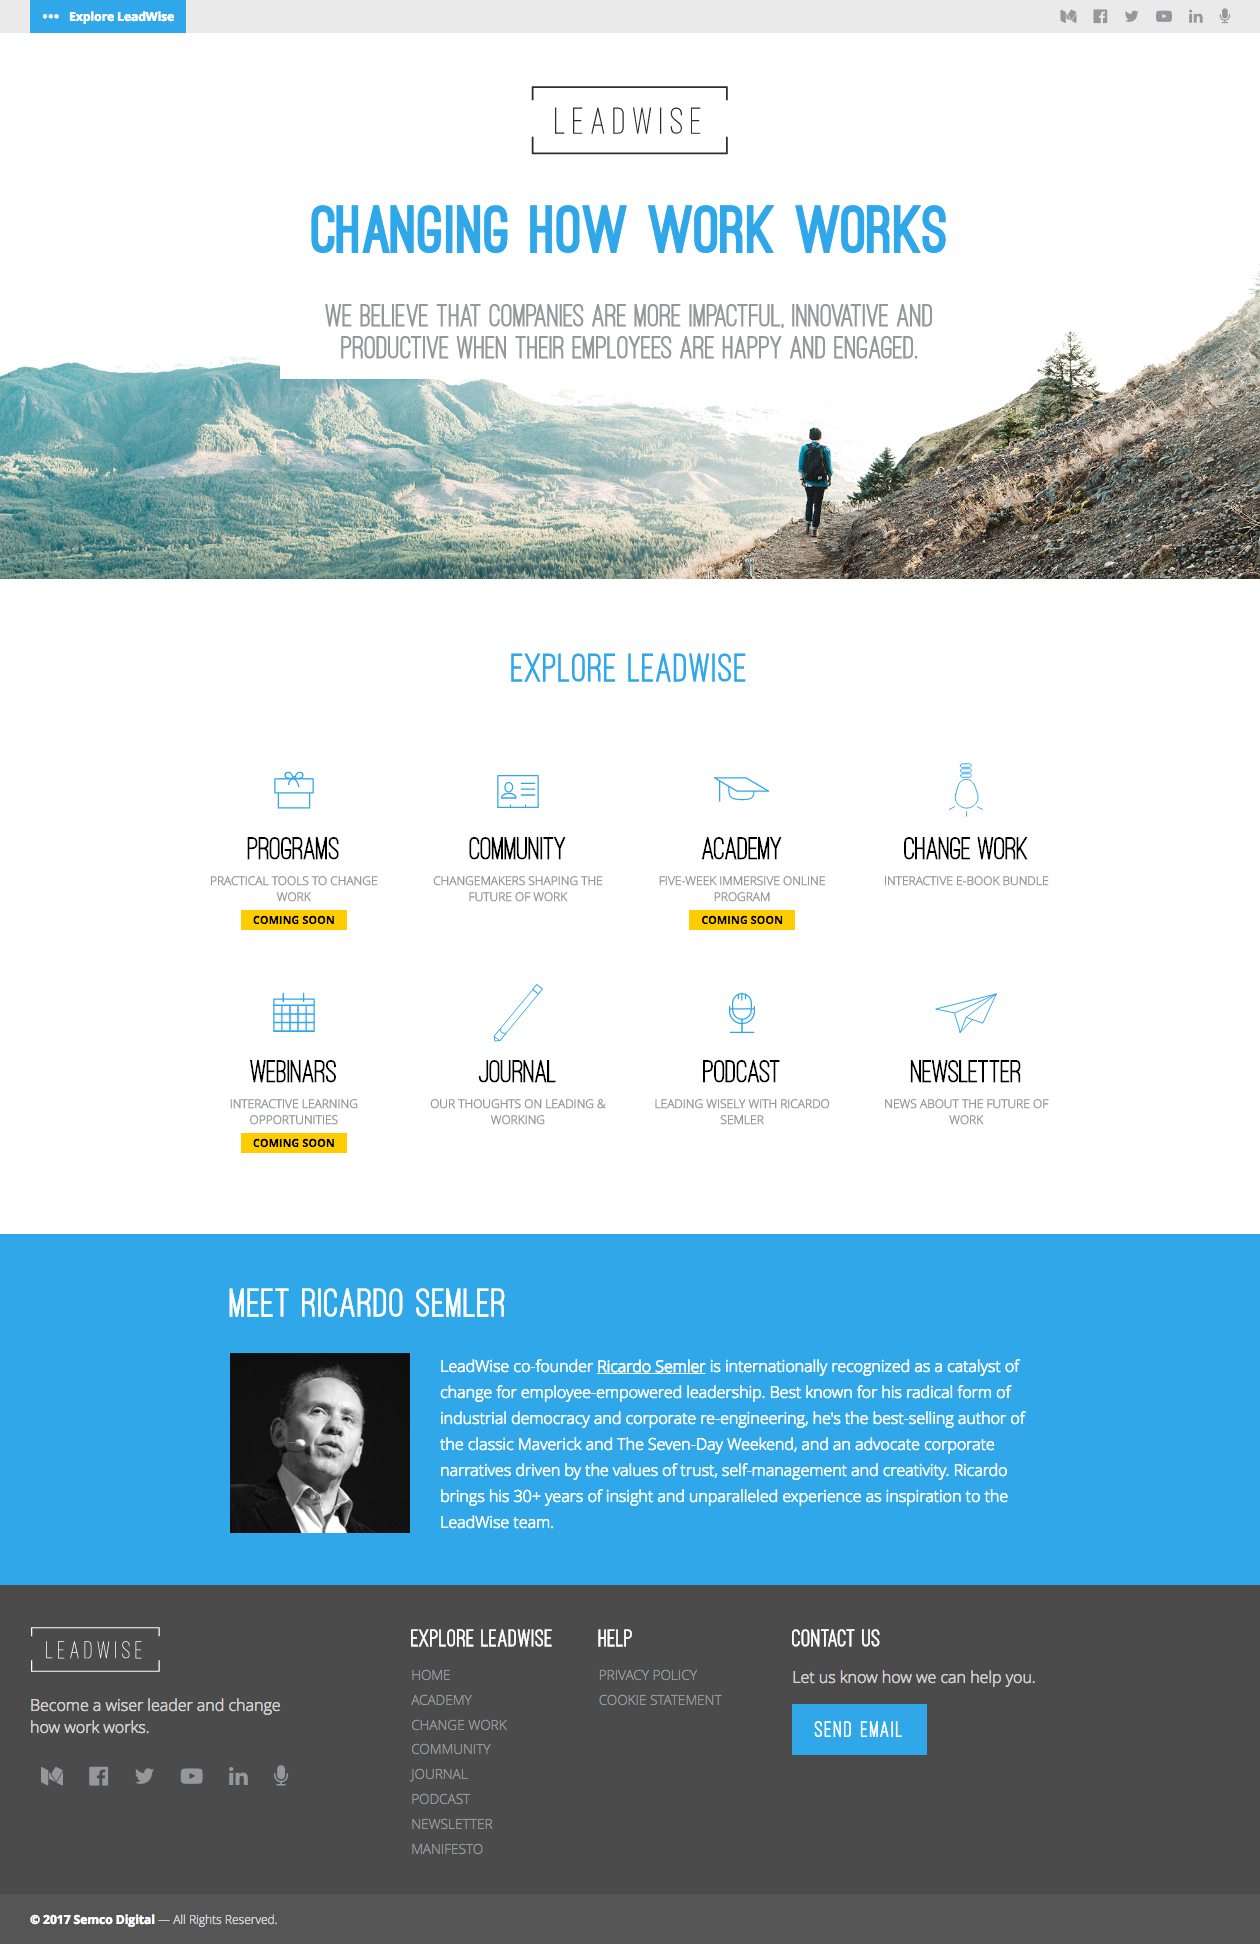 Explore LeadWise
LEADWISE
CHANGING HOW WORK WORKS
WE BELIEVE THAT COMPANIES ARE MORE IMPACTFUL, INNOVATIVE AND
PRODUCTIVE WHEN THEIR EMPLOYEES ARE HAPPY AND ENGAGED.
EXPLORE LEADWISE
PROGRAMS
PRACTICAL TOOLS TO CHANGE
WORK
COMING SOON
COMMUNITY
CHANGEMAKERS SHAPING THE
FUTURE OF WORK
ACADEMY
FIVE-WEEK IMMERSIVE ONLINE
PROGRAM
COMING SOON
CHANGE WORK
INTERACTIVE E-BOOK BUNDLE
WEBINARS
INTERACTIVE LEARNING
OPPORTUNITIES
COMING SOON
JOURNAL
OUR THOUGHTS ON LEADING &
WORKING
PODCAST
LEADING WISELY WITH RICARDO
SEMLER
NEWSLETTER
NEWS ABOUT THE FUTURE OF
WORK
MEET RICARDO SEMLER
LeadWise co-founder Ricardo Semler is internationally recognized as a catalyst of
change for employee-empowered leadership. Best known for his radical form of
industrial democracy and corporate re-engineering, he's the best-selling author of
the classic Maverick and The Seven-Day Weekend, and an advocate corporate
narratives driven by the values of trust, self-management and creativity. Ricardo
brings his 30+ years of insight and unparalleled experience as inspiration to the
LeadWise team.
LEADWISE
Become a wiser leader and change
how work works.
EXPLORE LEADWISE
HOME
ACADEMY
CHANGE WORK
COMMUNITY
JOURNAL
PODCAST
NEWSLETTER
MANIFESTO
HELP
PRIVACY POLICY
COOKIE STATEMENT
CONTACT US
Let us know how we can help you.
SEND EMAIL
© 2017 Semco Digital — All Rights Reserved.